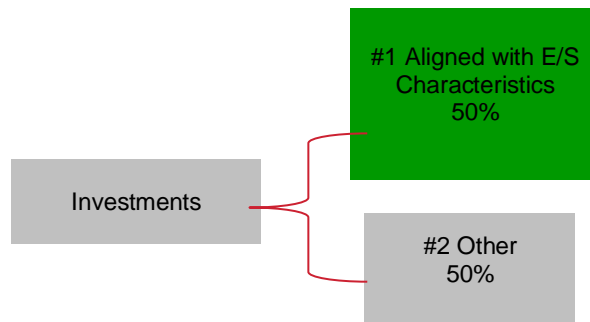 #1 Aligned with E/S
Characteristics
50%
Investments
#2 Other
50%